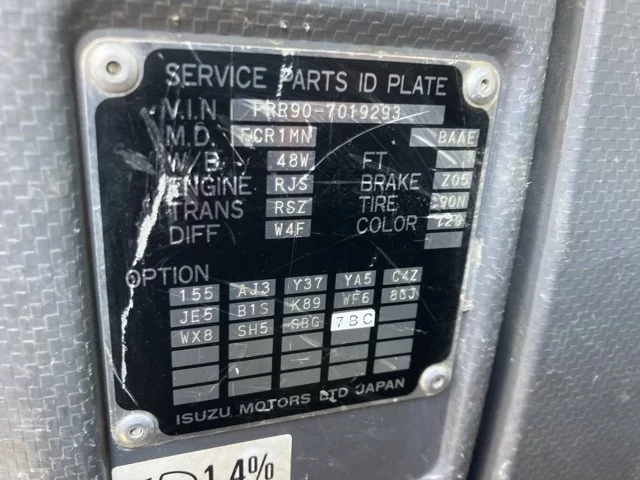 SERVICE PARTS ID PLATE
V.I.N FRR90-7019293
M.D. FCR1MN BAAE
W/B 48W FT
ENGINE RJS BRAKE Z05
TRANS RSZ TIRE 90N
DIFF W4F COLOR 729
OPTION
155 AJ3 Y37 YA5 C4Z
JE5 B1S K89 WF6
WX8 SH5 7BC
ISUZU MOTORS LTD JAPAN
14%